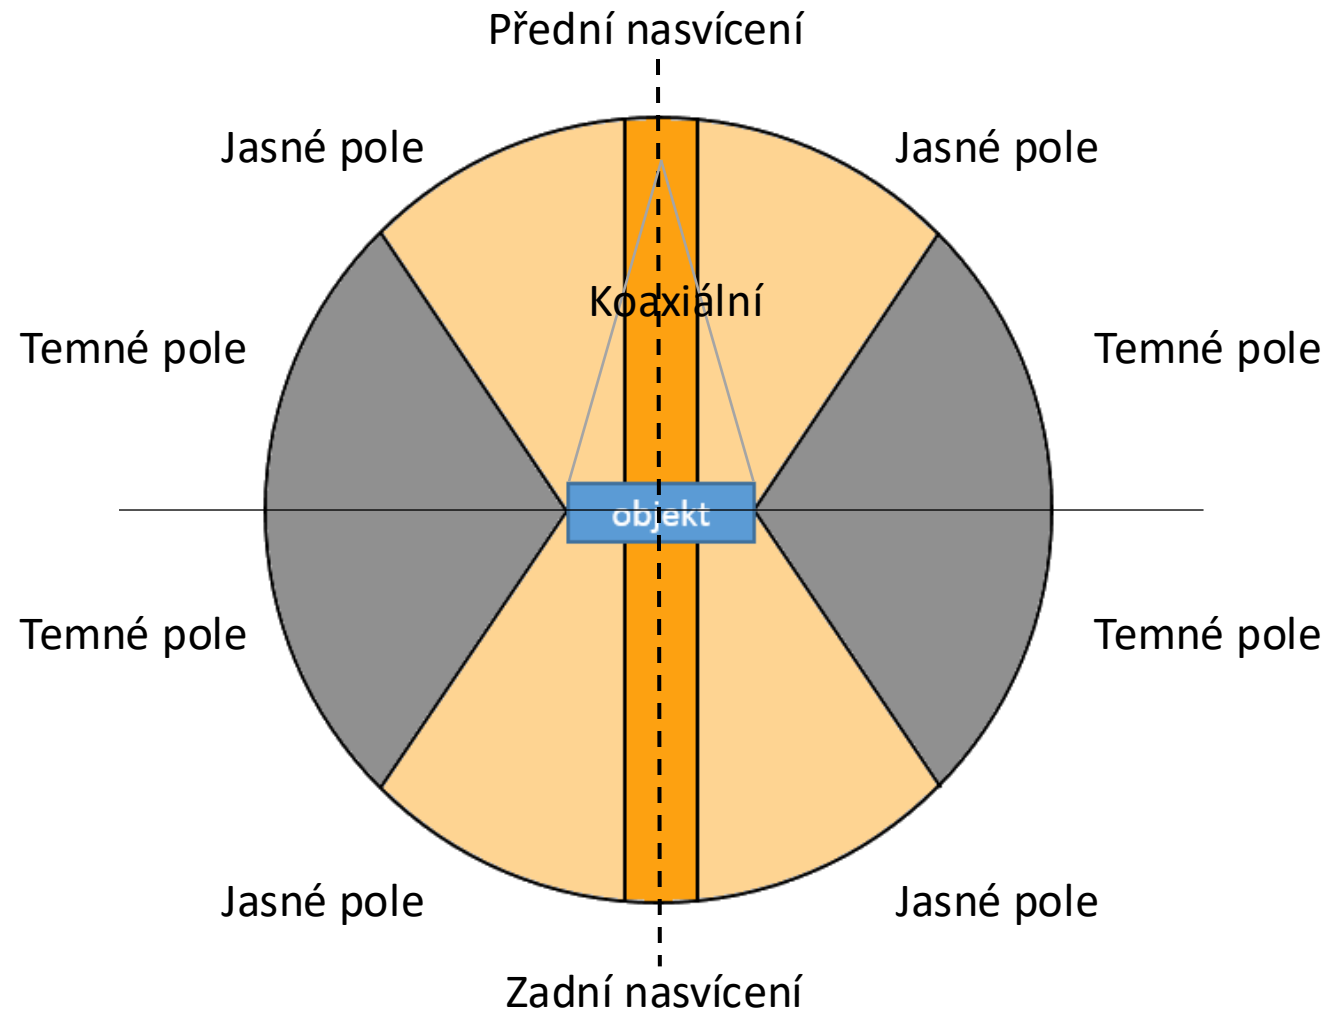 Přední nasvícení
Jasné pole
Jasné pole
Koaxiální
Temné pole
Temné pole
objekt
Temné pole
Temné pole
Jasné pole
Jasné pole
Zadní nasvícení